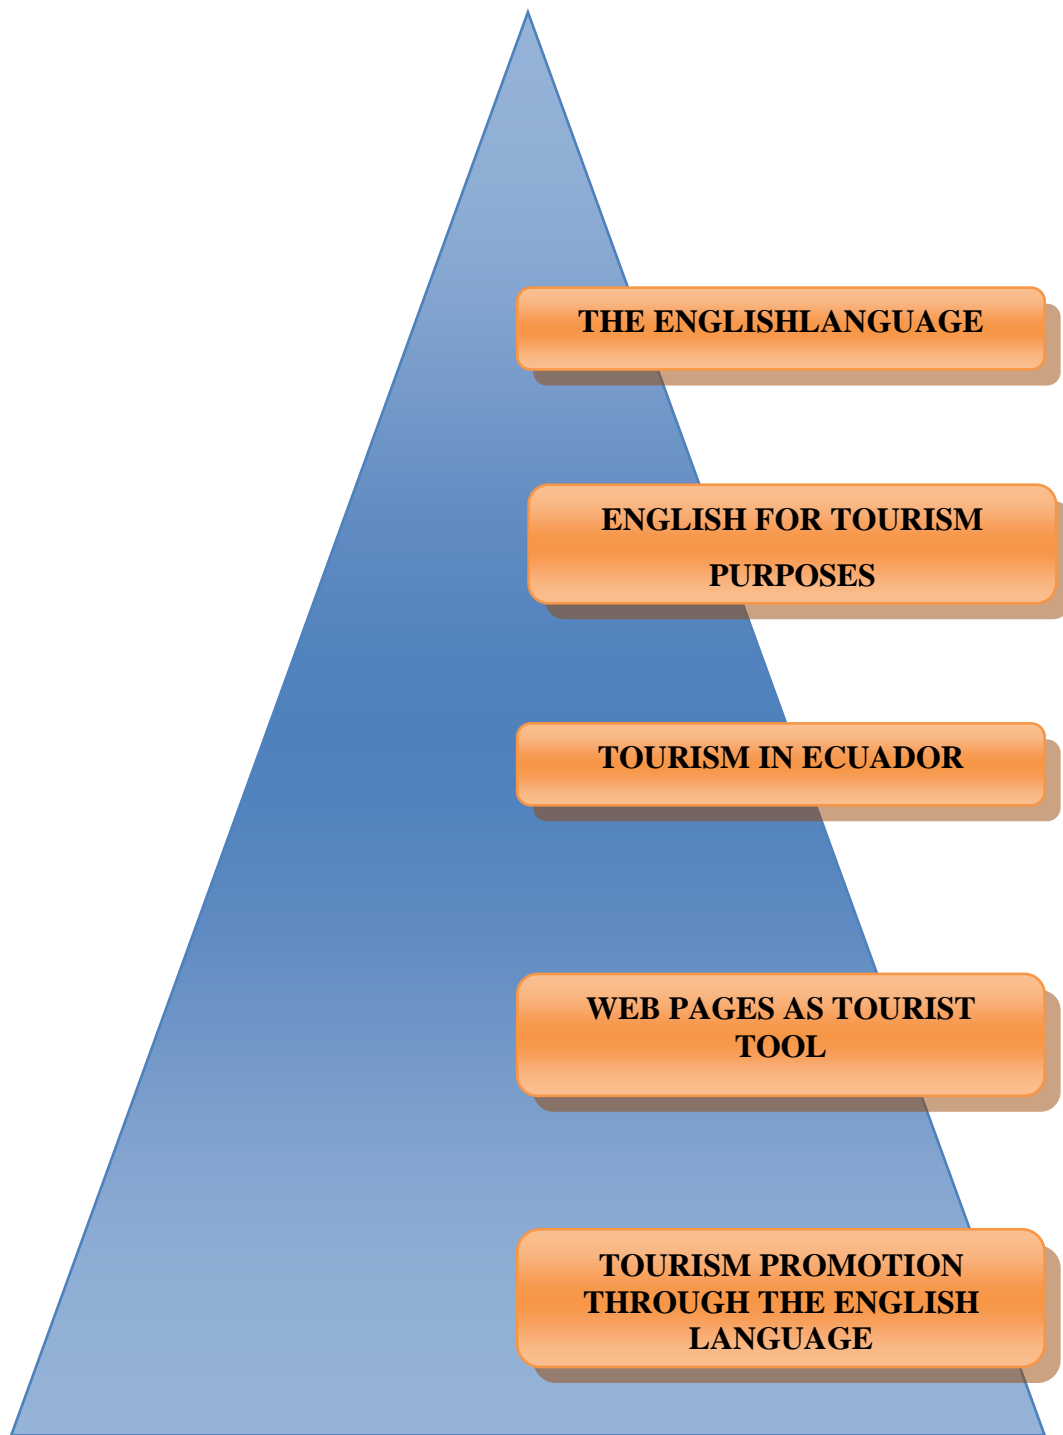 THE ENGLISHLANGUAGE
ENGLISH FOR TOURISM
PURPOSES
TOURISM IN ECUADOR
WEB PAGES AS TOURIST
TOOL
TOURISM PROMOTION
THROUGH THE ENGLISH
LANGUAGE